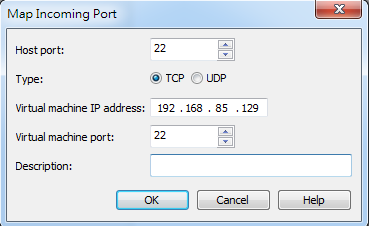 Map Incoming Port
Host port: 22
Type: TCP UDP
Virtual machine IP address: 192 .168 . 85 .129
Virtual machine port: 22
Description:
OK Cancel Help